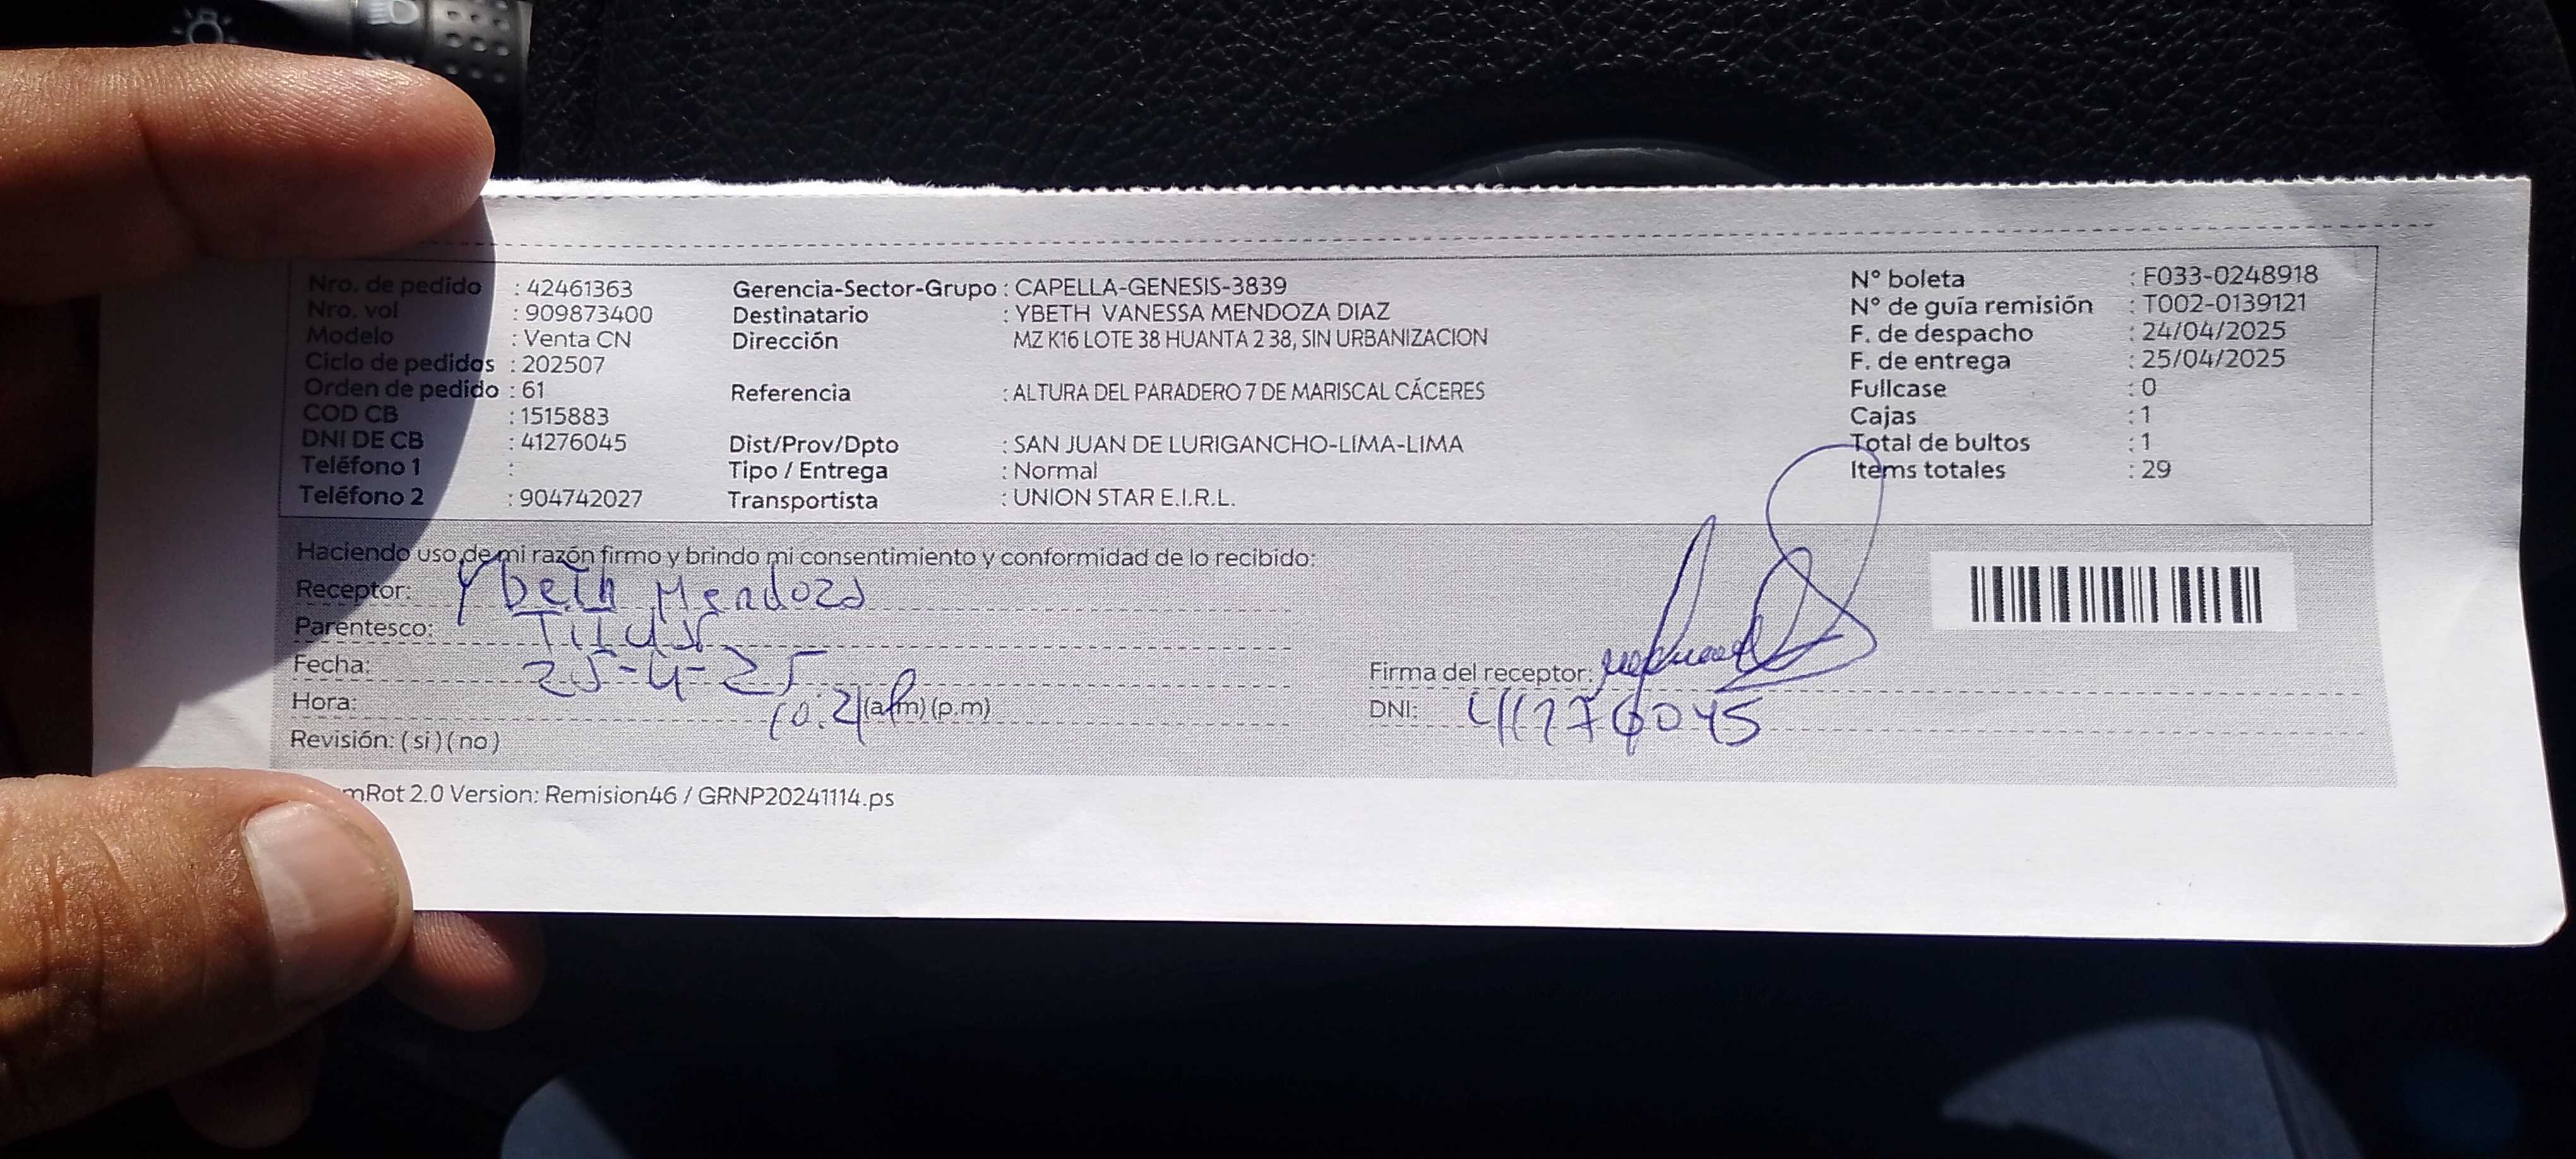 Nro. de pedido : 42461363
Nro. vol : 909873400
Modelo : Venta CN
Ciclo de pedidos : 202507
Orden de pedido : 61
COD CB : 1515883
DNI DE CB : 41276045
Teléfono 1 :
Teléfono 2 : 904742027
Gerencia-Sector-Grupo : CAPELLA-GENESIS-3839
Destinatario : YBETH VANESSA MENDOZA DIAZ
Dirección MZ K16 LOTE 38 HUANTA 2 38, SIN URBANIZACION
Referencia : ALTURA DEL PARADERO 7 DE MARISCAL CÁCERES
Dist/Prov/Dpto : SAN JUAN DE LURIGANCHO-LIMA-LIMA
Tipo / Entrega : Normal
Transportista : UNION STAR E.I.R.L.
N° boleta : F033-0248918
N° de guía remisión : T002-0139121
F. de despacho : 24/04/2025
F. de entrega : 25/04/2025
Fullcase : 0
Cajas : 1
Total de bultos : 1
Items totales : 29
Haciendo uso de mi razón firmo y brindo mi consentimiento y conformidad de lo recibido:
Receptor: Ybeth Mendoza
Parentesco: Titular
Fecha: 25-4-25
Hora: 10:21 (a.m) (p.m)
Revisión: ( si ) ( no )
Firma del receptor:
DNI: 41276045
mRot 2.0 Version: Remision46 / GRNP20241114.ps